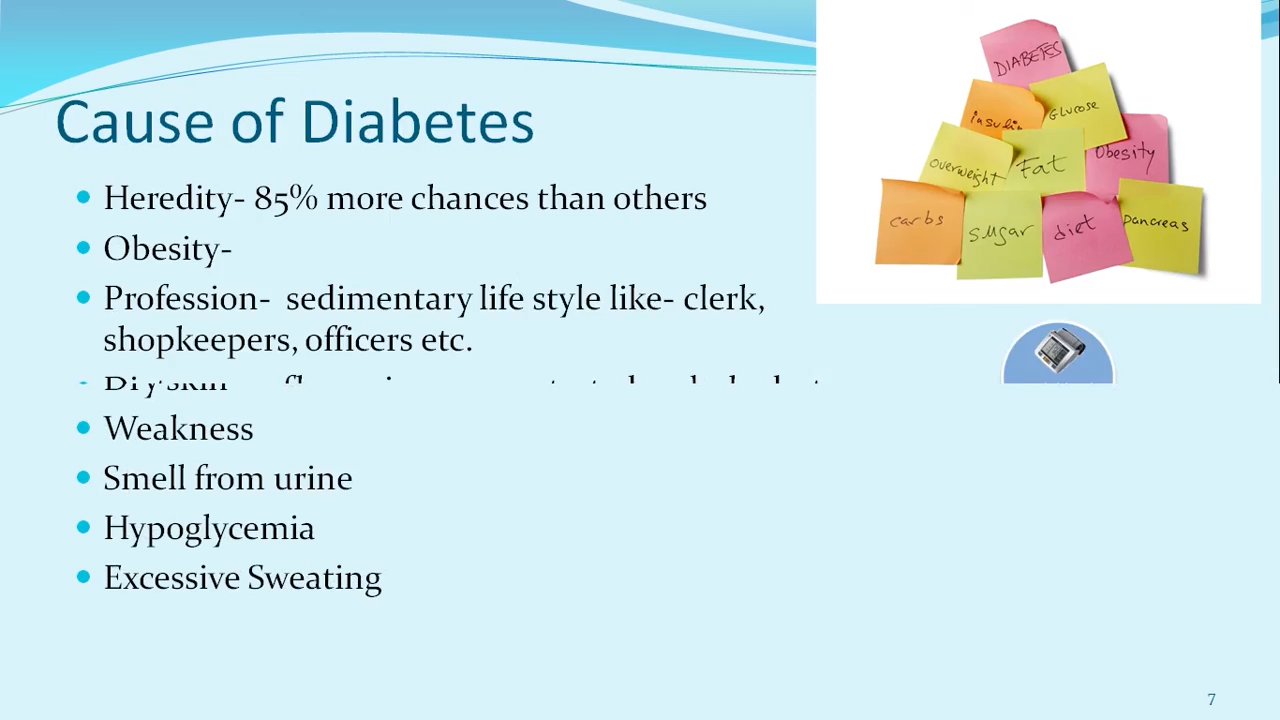 Cause of Diabetes
Heredity- 85% more chances than others
Obesity-
Profession- sedimentary life style like- clerk,
shopkeepers, officers etc.
Weakness
Smell from urine
Hypoglycemia
Excessive Sweating
DIABETES
insulin
GLucose
overweight
Fat
Obesity
carbs
sugar
diet
pancreas
7